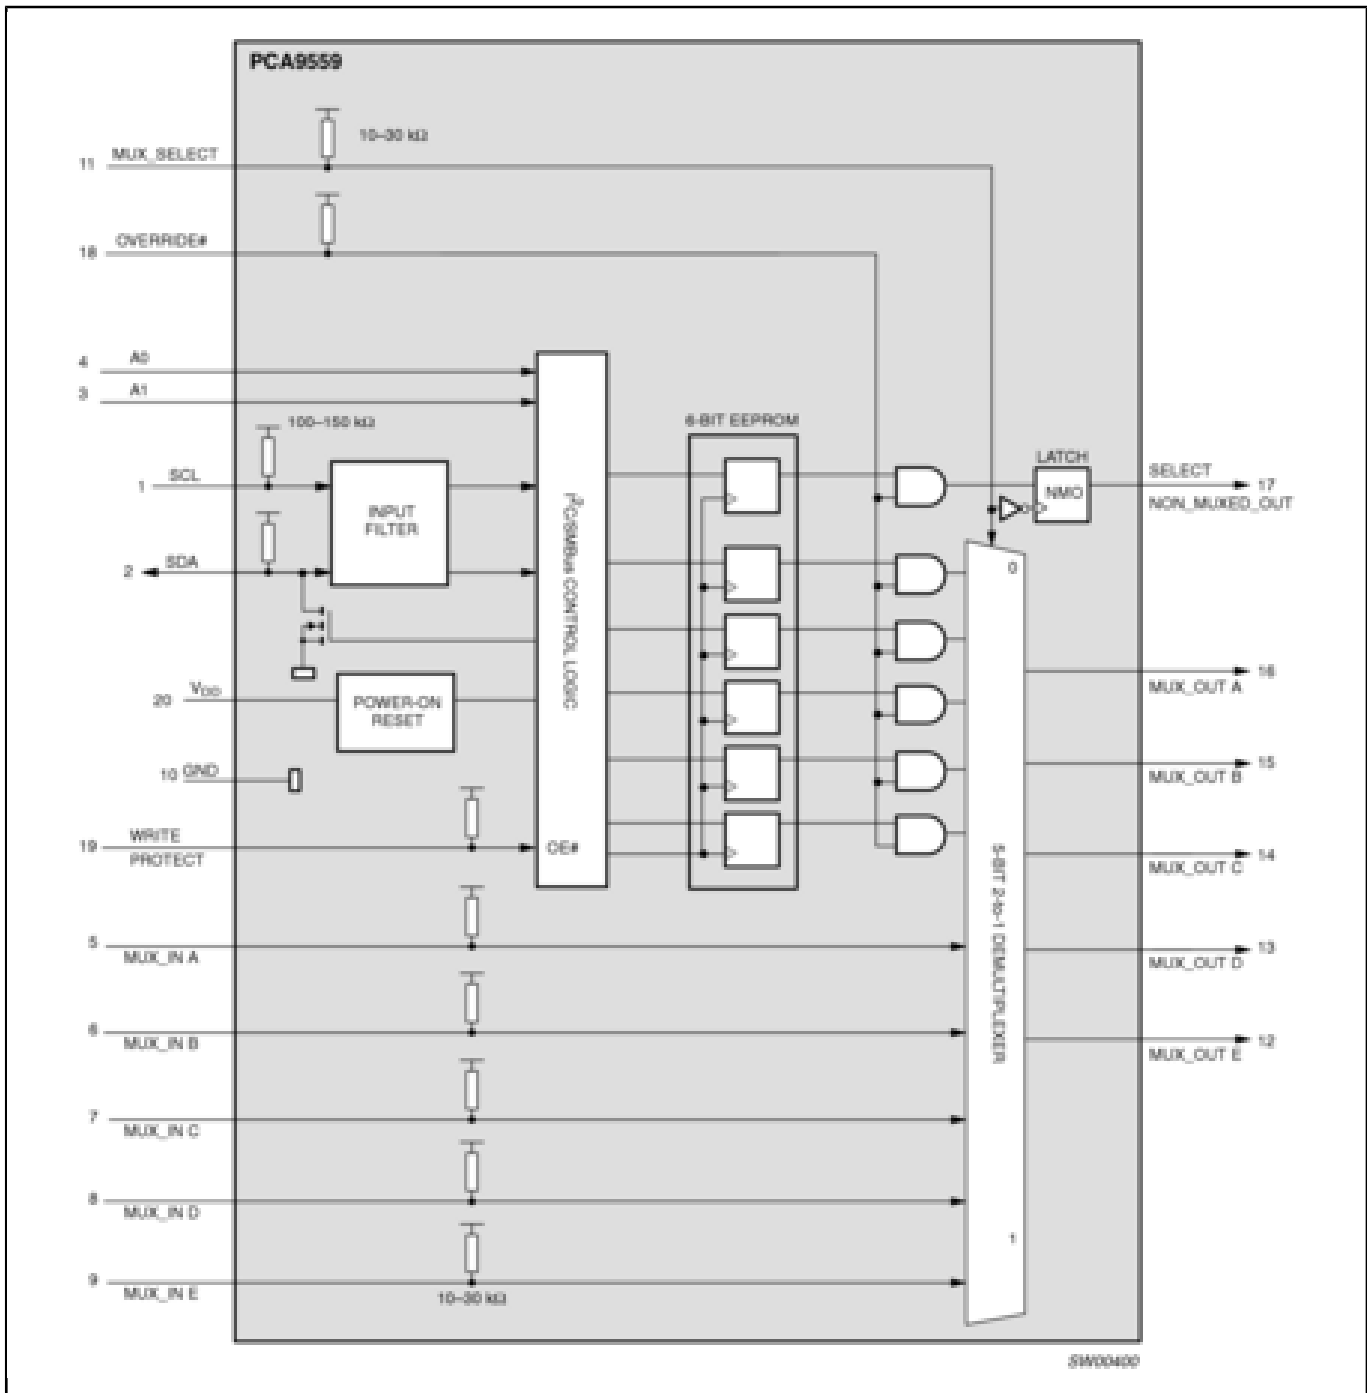 PCA9559
10–30 kΩ
11 MUX_SELECT
18 OVERRIDE#
4 A0
3 A1
100–150 kΩ
6-BIT EEPROM
1 SCL
INPUT
FILTER
I²C/SMBus CONTROL LOGIC
LATCH
NMO
SELECT
17
NON_MUXED_OUT
2 SDA
0
20 VDD
POWER-ON
RESET
16
MUX_OUT A
10 GND
15
MUX_OUT B
19 WRITE
PROTECT
OE#
14
MUX_OUT C
5-BIT 2-to-1 DEMULTIPLEXER
5
MUX_IN A
13
MUX_OUT D
6
MUX_IN B
12
MUX_OUT E
7
MUX_IN C
8
MUX_IN D
1
9
MUX_IN E
10–30 kΩ
SW00400